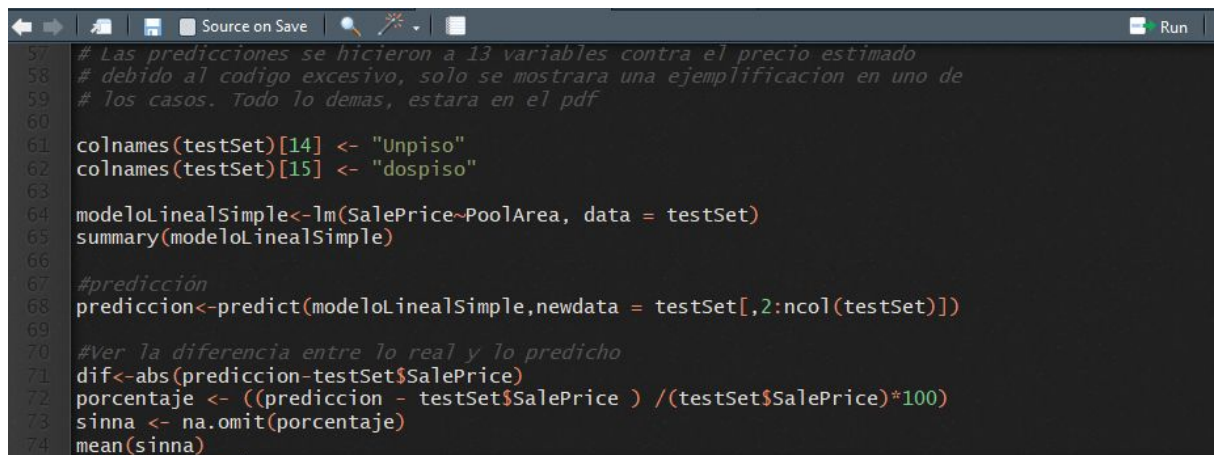 Source on Save Run
57 # Las predicciones se hicieron a 13 variables contra el precio estimado
58 # debido al codigo excesivo, solo se mostrara una ejemplificacion en uno de
59 # los casos. Todo lo demas, estara en el pdf
60
61 colnames(testSet)[14] <- "Unpiso"
62 colnames(testSet)[15] <- "dospiso"
63
64 modeloLinealSimple<-lm(SalePrice~PoolArea, data = testSet)
65 summary(modeloLinealSimple)
66
67 #predicción
68 prediccion<-predict(modeloLinealSimple,newdata = testSet[,2:ncol(testSet)])
69
70 #Ver la diferencia entre lo real y lo predicho
71 dif<-abs(prediccion-testSet$SalePrice)
72 porcentaje <- ((prediccion - testSet$SalePrice ) /(testSet$SalePrice)*100)
73 sinna <- na.omit(porcentaje)
74 mean(sinna)